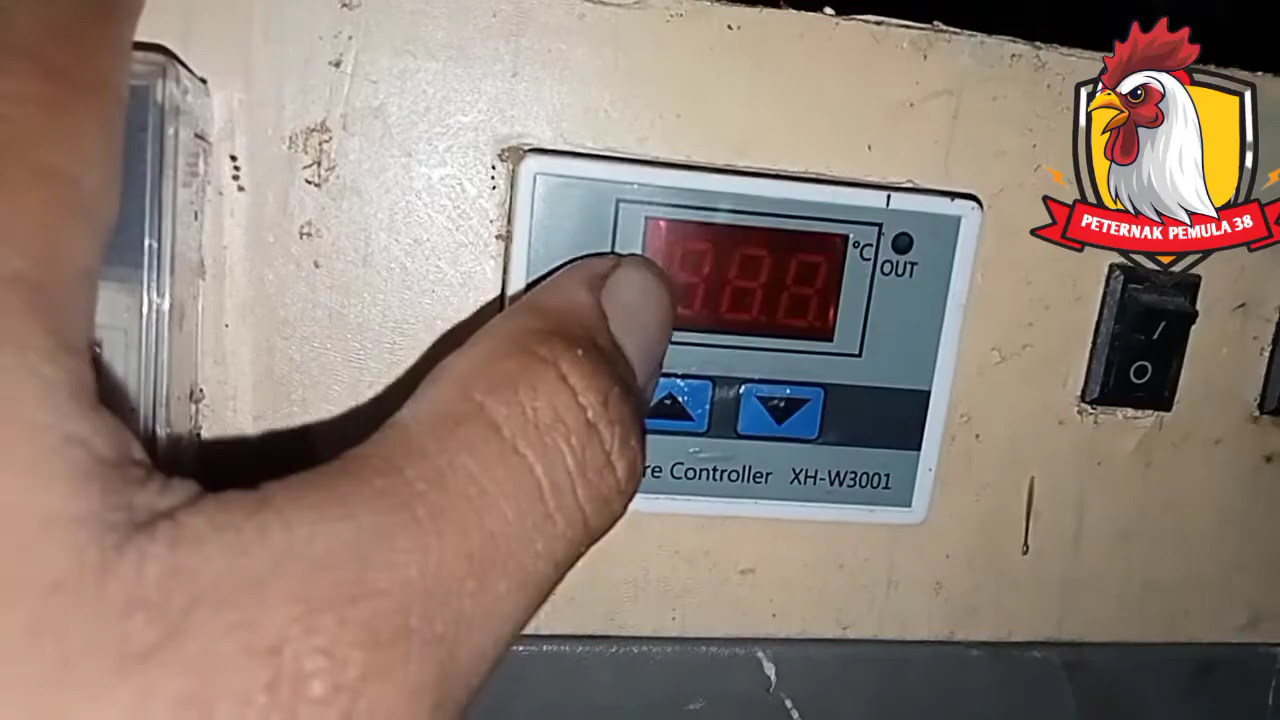 °C
OUT
re Controller XH-W3001
PETERNAK PEMULA 38